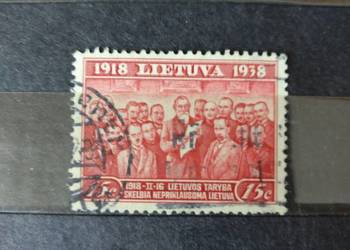 1918 LIETUVA 1938
1918-II-16 LIETUVOS TARYBA
15c SKELBIA NEPRIKLAUSOMĄ LIETUVĄ 15c